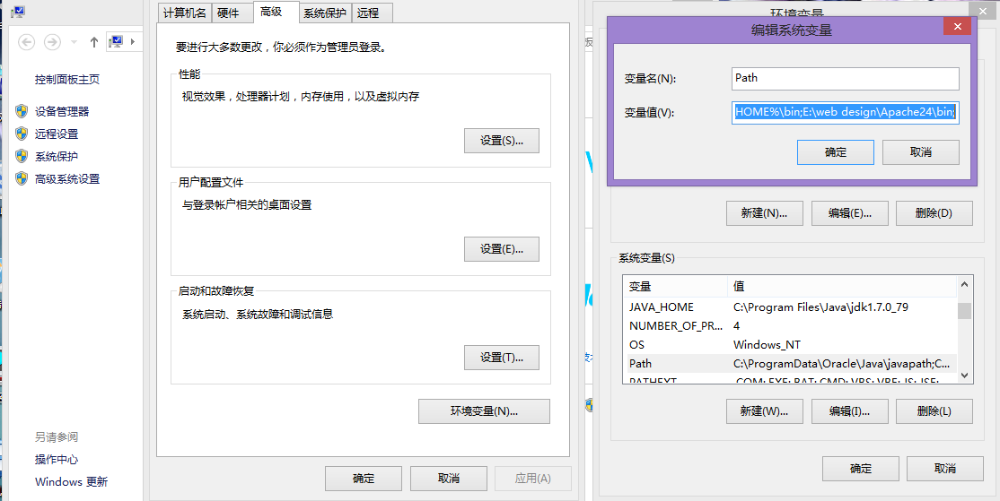 控制面板主页
设备管理器
远程设置
系统保护
高级系统设置
另请参阅
操作中心
Windows 更新
计算机名 硬件 高级 系统保护 远程
要进行大多数更改，你必须作为管理员登录。
性能
视觉效果，处理器计划，内存使用，以及虚拟内存
设置(S)...
用户配置文件
与登录帐户相关的桌面设置
设置(E)...
启动和故障恢复
系统启动、系统故障和调试信息
设置(T)...
环境变量(N)...
确定 取消 应用(A)
环境变量
编辑系统变量
变量名(N): Path
变量值(V): HOME%\bin;E:\web design\Apache24\bin;
确定 取消
新建(N)... 编辑(E)... 删除(D)
系统变量(S)
变量 值
JAVA_HOME C:\Program Files\Java\jdk1.7.0_79
NUMBER_OF_PR... 4
OS Windows_NT
Path C:\ProgramData\Oracle\Java\javapath;C...
PATHEXT .COM;.EXE;.BAT;.CMD;.VBS;.VBE;.JS;.JSE;...
新建(W)... 编辑(I)... 删除(L)
确定 取消